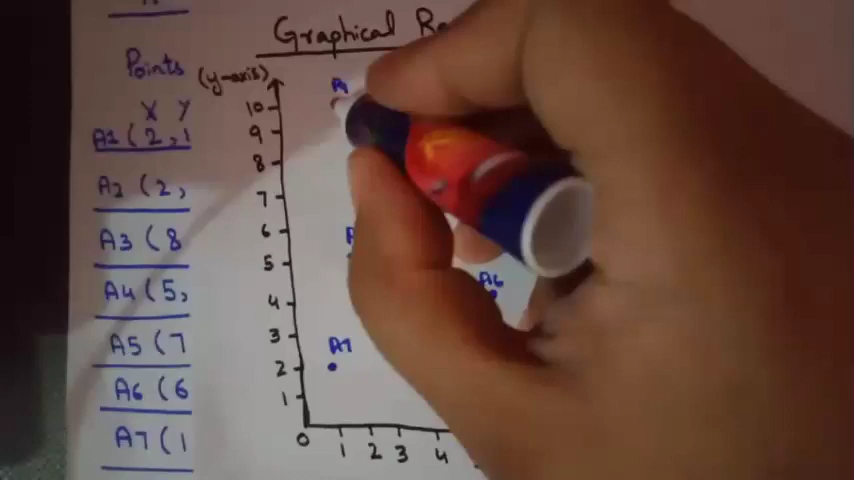 Graphical
Points
X Y
A1 (2,1
A2 (2,
A3 (8
A4 (5,
A5 (7
A6 (6
A7 (1
(y-axis)
10
9
8
7
6
5
4
3
2
1
0
1 2 3 4
A1
A6
A7